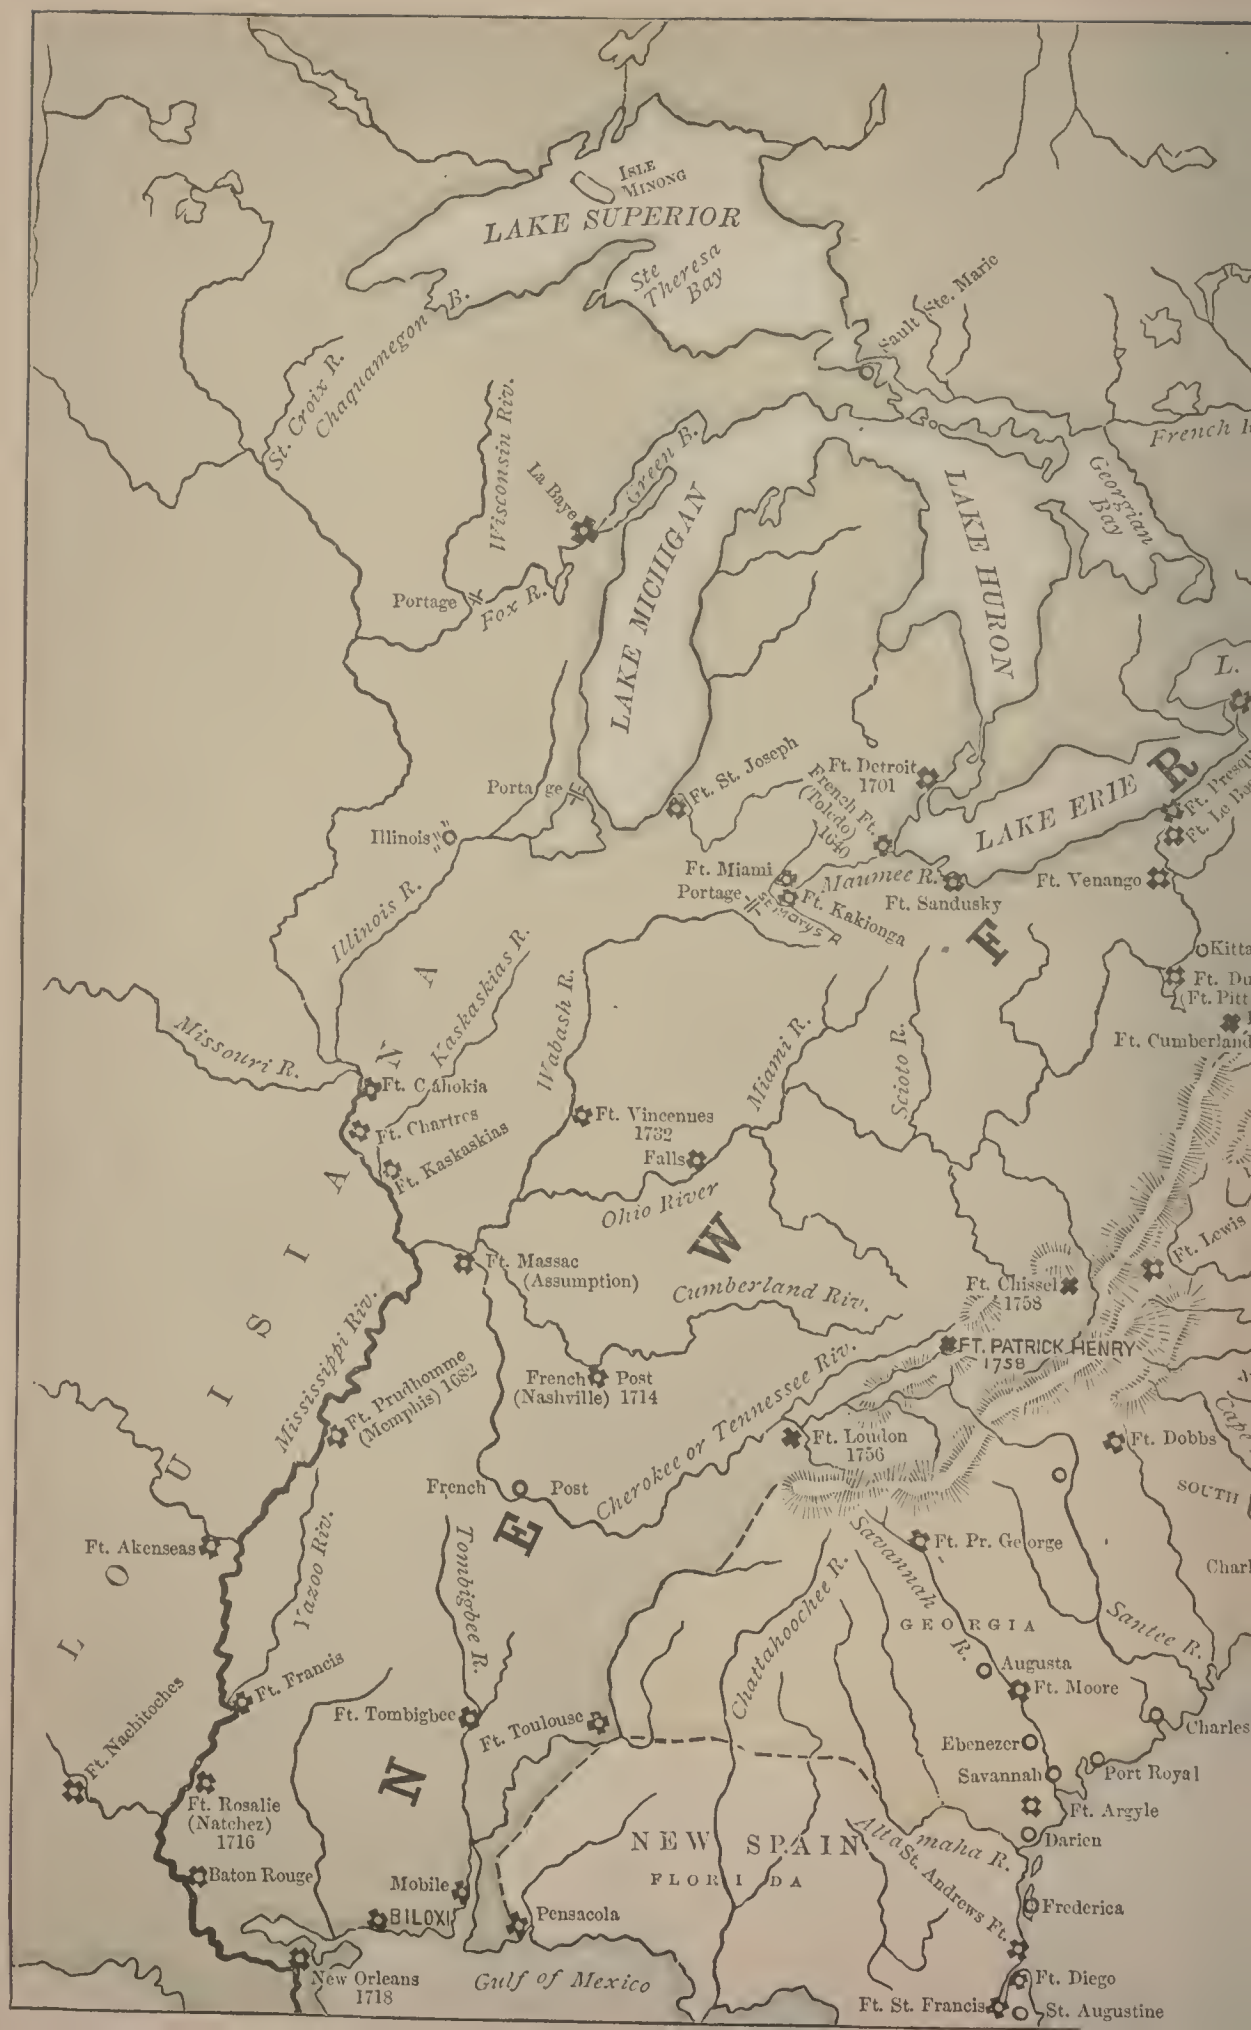 ISLE
MINONG
LAKE SUPERIOR
Ste
Theresa
Bay
Chaquamegon B.
St. Croix R.
Sault Ste. Marie
Wisconsin Riv.
La Baye
Green B.
Georgian
Bay
Portage
Fox R.
LAKE MICHIGAN
LAKE HURON
L.
Portage
Ft. St. Joseph
Ft. Detroit
1701
French Ft.
(Toledo)
1640
LAKE ERIE
Illinois
Illinois R.
Ft. Miami
Portage
Maumee R.
Ft. Sandusky
St Marys R
Ft. Kakionga
Ft. Venango
Kaskaskias R.
Wabash R.
Missouri R.
Miami R.
Scioto R.
Ft. Cumberland
Ft. Cahokia
Ft. Chartres
Ft. Kaskaskias
Ft. Vincennes
1732
Falls
Ohio River
Ft. Massac
(Assumption)
Cumberland Riv.
Ft. Lewis
Ft. Chissel
1758
FT. PATRICK HENRY
1758
Mississippi Riv.
Ft. Prudhomme
(Memphis) 1682
French Post
(Nashville) 1714
Cherokee or Tennessee Riv.
Ft. Loudon
1756
Ft. Dobbs
French Post
SOUTH
Ft. Akenseas
Yazoo Riv.
Tombigbee R.
Savannah R.
Ft. Pr. George
Chattahoochee R.
GEORGIA
Santee R.
Augusta
Ft. Moore
Ft. Francis
Ft. Nachitoches
Ft. Tombigbee
Ft. Toulouse
Ebenezer
Savannah
Port Royal
Ft. Rosalie
(Natchez)
1716
Ft. Argyle
Darien
NEW SPAIN
FLORIDA
Altamaha R.
St. Andrews Ft.
Baton Rouge
Mobile
BILOXI
Pensacola
Frederica
New Orleans
1718
Gulf of Mexico
Ft. Diego
Ft. St. Francis
St. Augustine
LOUISIANA
NEW FR